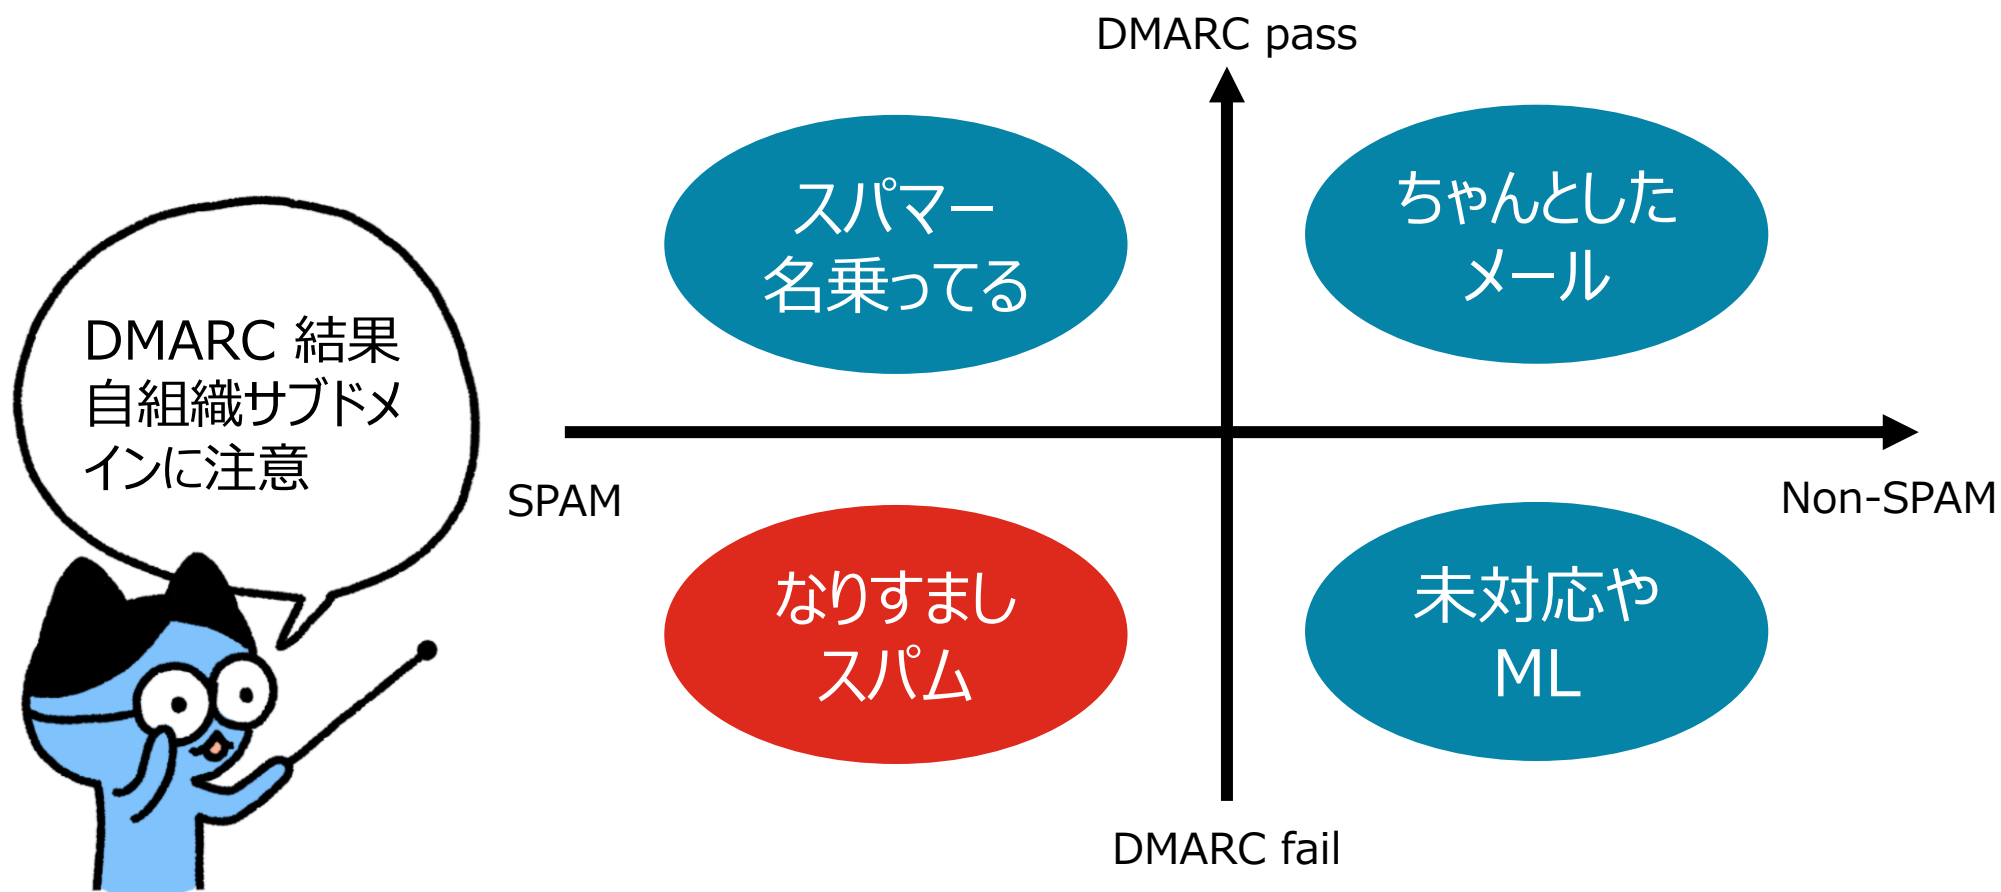 DMARC pass
スパマー
名乗ってる
ちゃんとした
メール
DMARC 結果
自組織サブドメ
インに注意
SPAM
Non-SPAM
なりすまし
スパム
未対応や
ML
DMARC fail